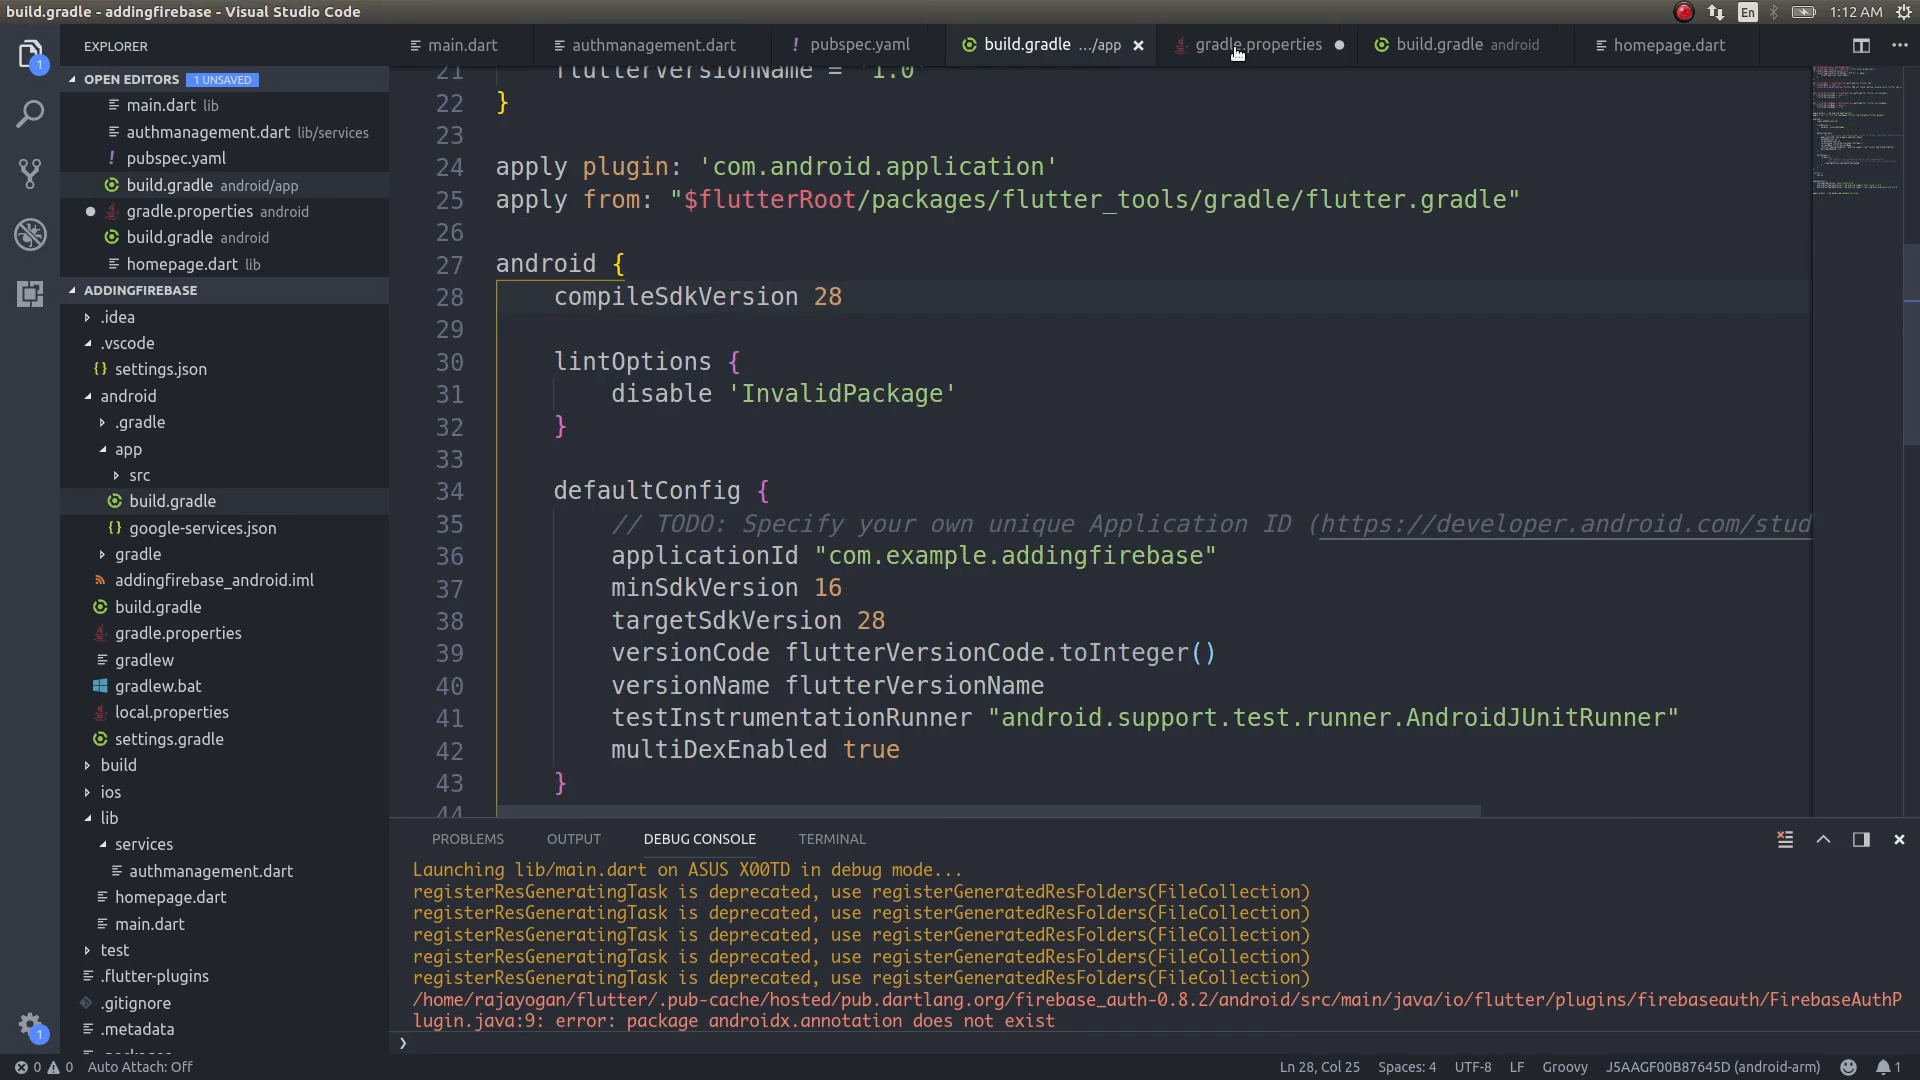 build.gradle - addingfirebase - Visual Studio Code
En
1:12 AM
EXPLORER
OPEN EDITORS 1 UNSAVED
main.dart lib
authmanagement.dart lib/services
pubspec.yaml
build.gradle android/app
gradle.properties android
build.gradle android
homepage.dart lib
ADDINGFIREBASE
.idea
.vscode
settings.json
android
.gradle
app
src
build.gradle
google-services.json
gradle
addingfirebase_android.iml
build.gradle
gradle.properties
gradlew
gradlew.bat
local.properties
settings.gradle
build
ios
lib
services
authmanagement.dart
homepage.dart
main.dart
test
.flutter-plugins
.gitignore
.metadata
main.dart authmanagement.dart pubspec.yaml build.gradle .../app gradle.properties build.gradle android homepage.dart
21 flutterVersionName = '1.0'
22 }
23
24 apply plugin: 'com.android.application'
25 apply from: "$flutterRoot/packages/flutter_tools/gradle/flutter.gradle"
26
27 android {
28 compileSdkVersion 28
29
30 lintOptions {
31 disable 'InvalidPackage'
32 }
33
34 defaultConfig {
35 // TODO: Specify your own unique Application ID (https://developer.android.com/stud
36 applicationId "com.example.addingfirebase"
37 minSdkVersion 16
38 targetSdkVersion 28
39 versionCode flutterVersionCode.toInteger()
40 versionName flutterVersionName
41 testInstrumentationRunner "android.support.test.runner.AndroidJUnitRunner"
42 multiDexEnabled true
43 }
44
PROBLEMS OUTPUT DEBUG CONSOLE TERMINAL
Launching lib/main.dart on ASUS X00TD in debug mode...
registerResGeneratingTask is deprecated, use registerGeneratedResFolders(FileCollection)
registerResGeneratingTask is deprecated, use registerGeneratedResFolders(FileCollection)
registerResGeneratingTask is deprecated, use registerGeneratedResFolders(FileCollection)
registerResGeneratingTask is deprecated, use registerGeneratedResFolders(FileCollection)
registerResGeneratingTask is deprecated, use registerGeneratedResFolders(FileCollection)
/home/rajayogan/flutter/.pub-cache/hosted/pub.dartlang.org/firebase_auth-0.8.2/android/src/main/java/io/flutter/plugins/firebaseauth/FirebaseAuthP
lugin.java:9: error: package androidx.annotation does not exist
0 0 Auto Attach: Off Ln 28, Col 25 Spaces: 4 UTF-8 LF Groovy J5AAGF00B87645D (android-arm) 1